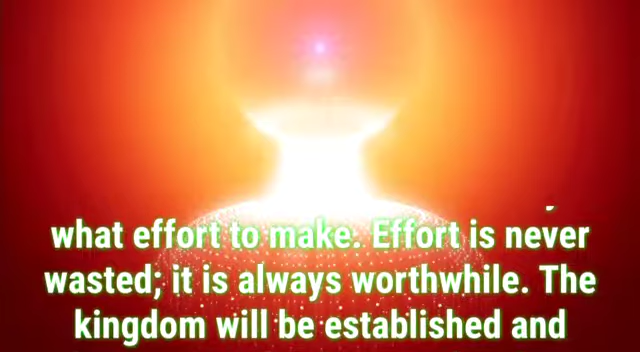 what effort to make. Effort is never
wasted; it is always worthwhile. The
kingdom will be established and